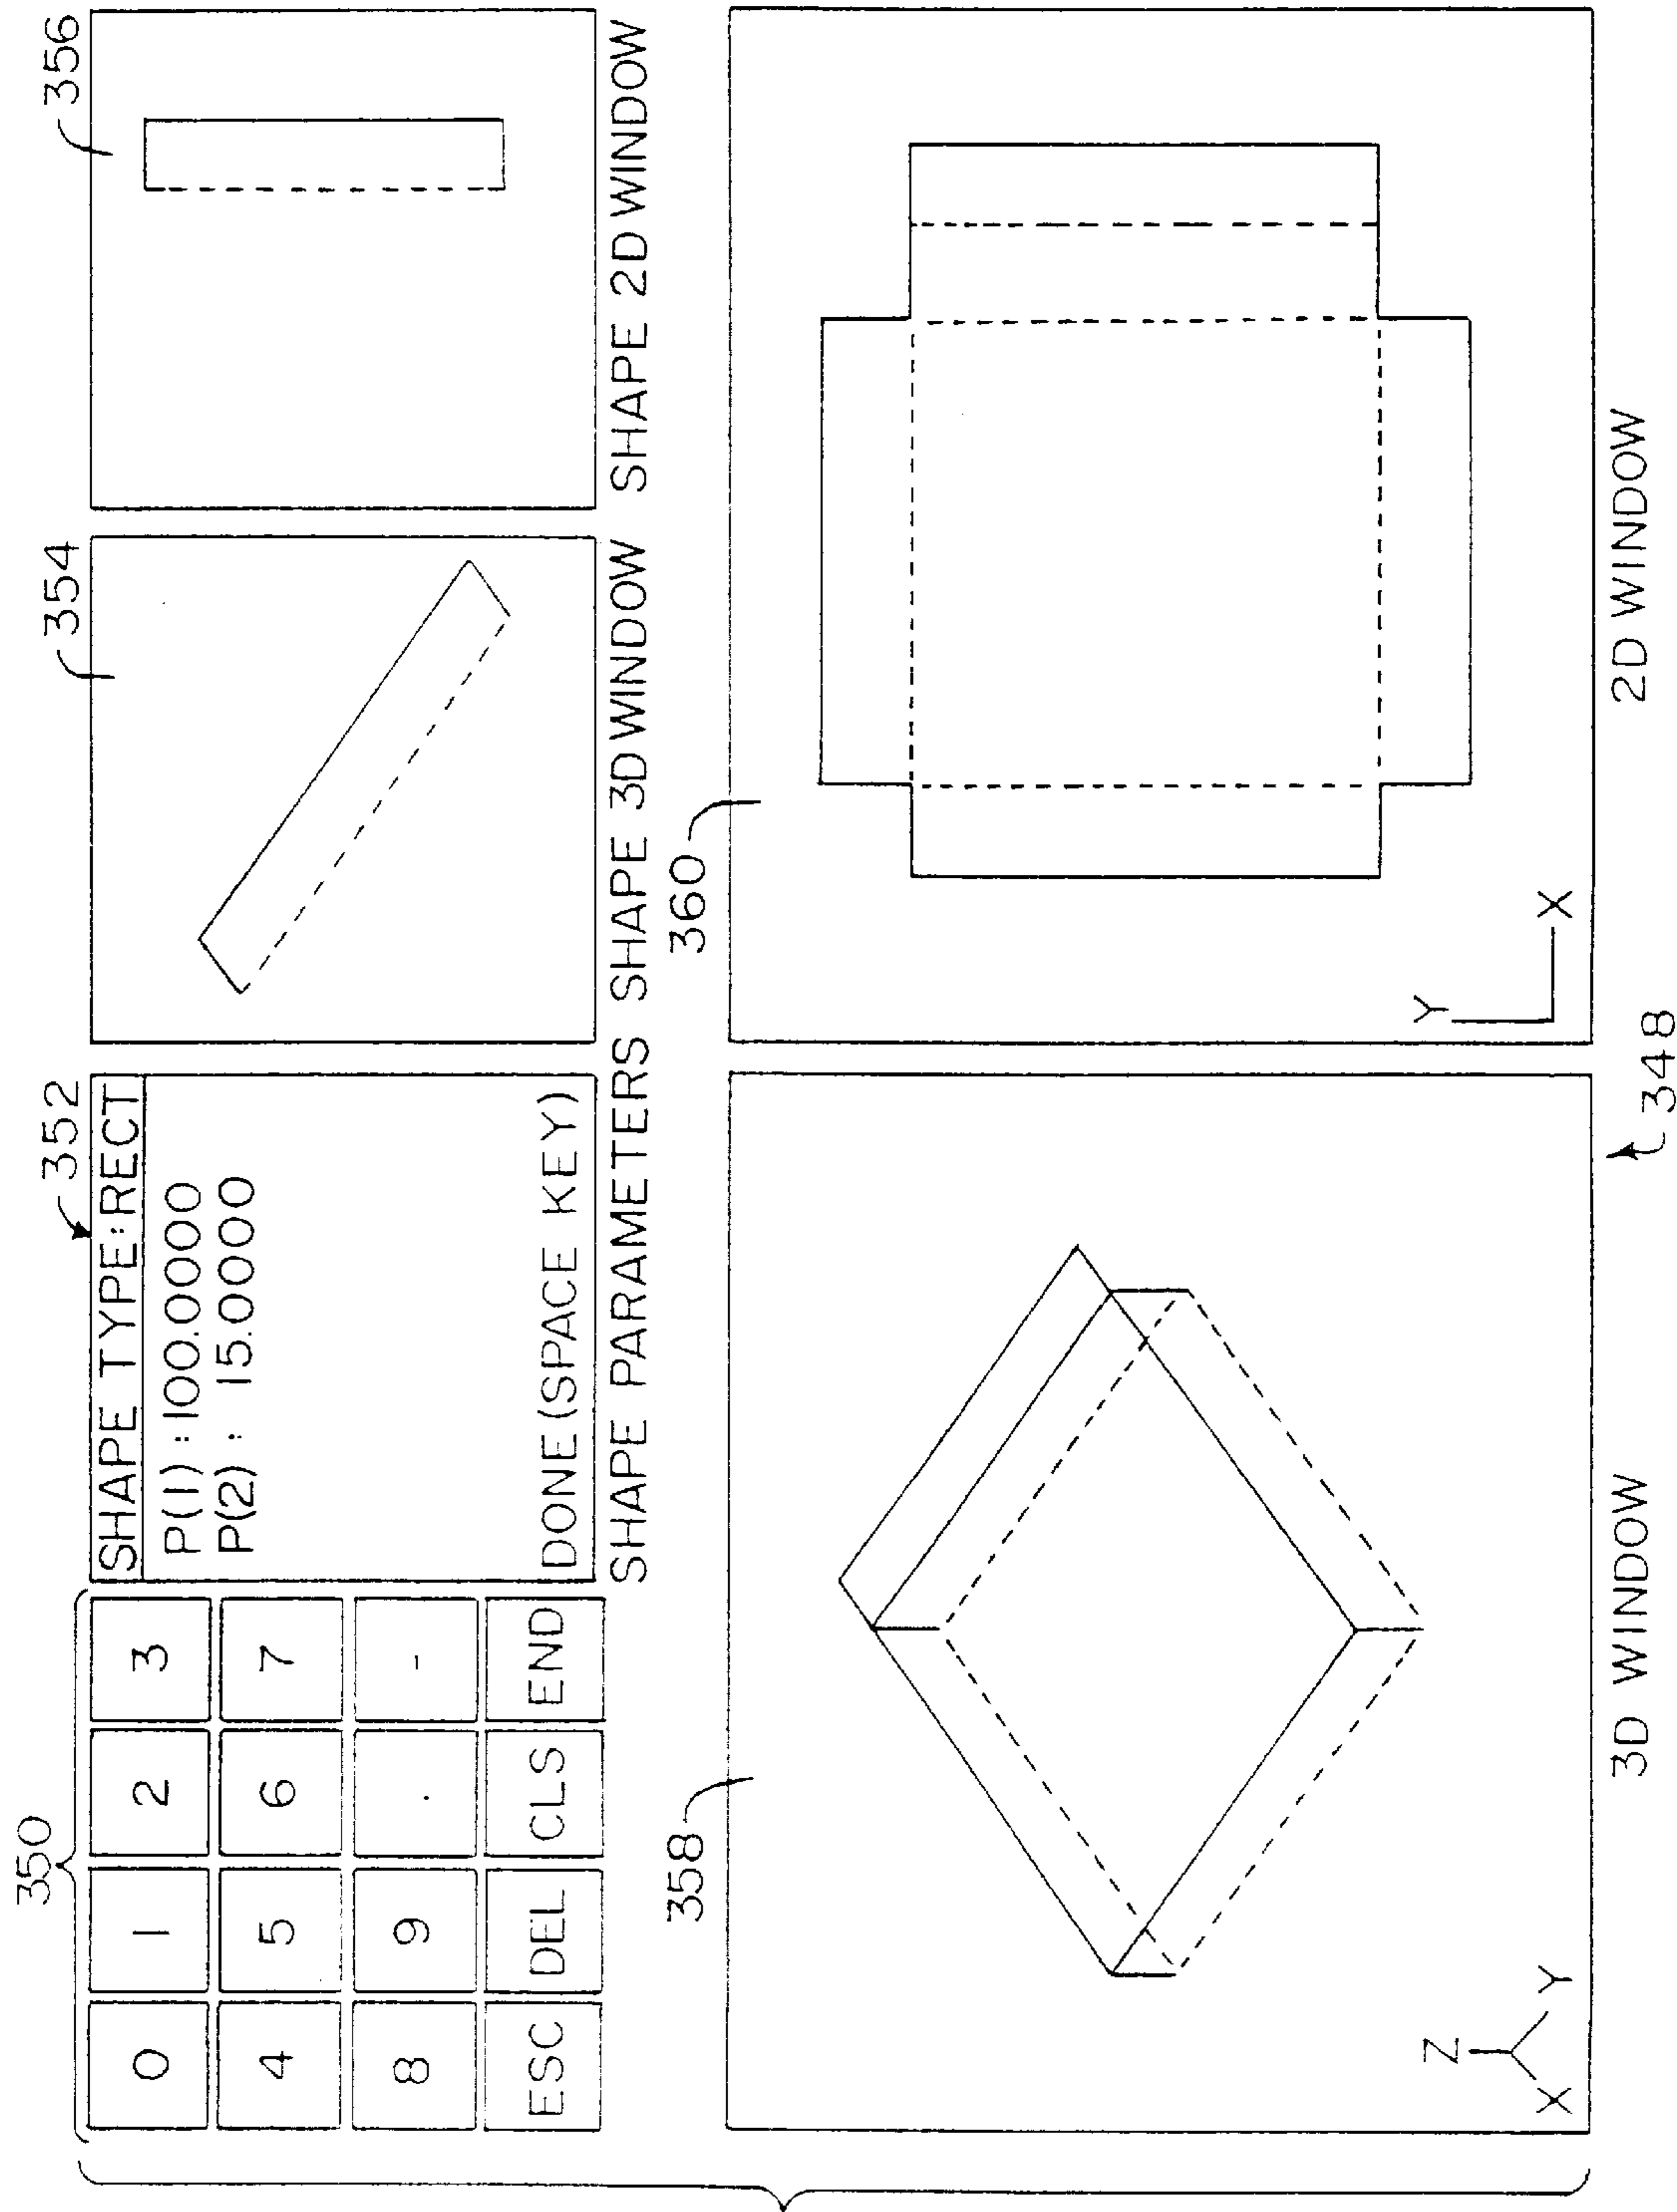 350
0 1 2 3
4 5 6 7
8 9 . -
ESC DEL CLS END
352
SHAPE TYPE:RECT
P(1) :100.0000
P(2) : 15.0000
DONE (SPACE KEY)
SHAPE PARAMETERS
354
SHAPE 3D WINDOW
356
SHAPE 2D WINDOW
358
Z
X Y
3D WINDOW
360
Y
X
2D WINDOW
348